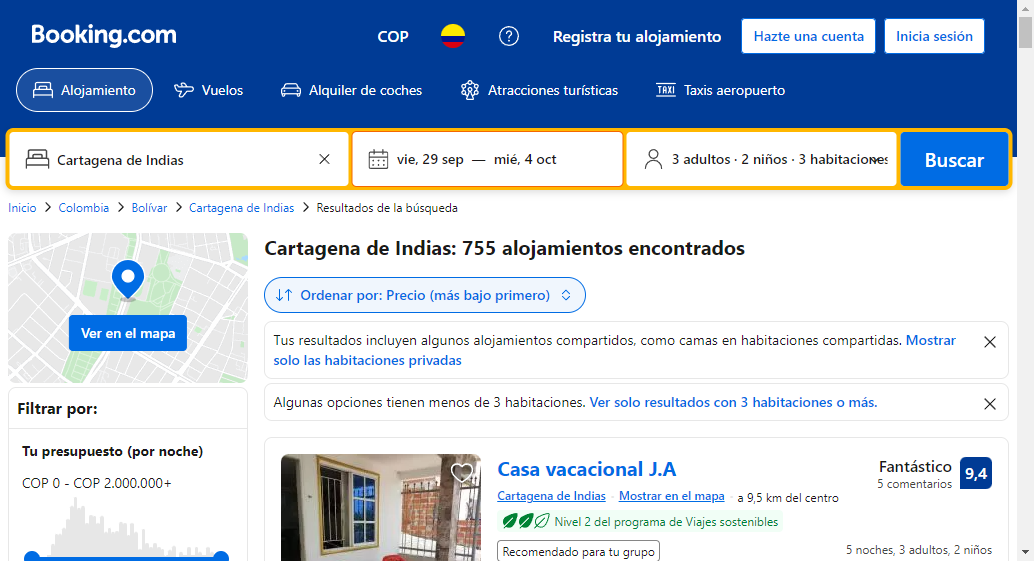 Booking.com
COP
Registra tu alojamiento
Hazte una cuenta
Inicia sesión
Alojamiento
Vuelos
Alquiler de coches
Atracciones turísticas
TAXI
Taxis aeropuerto
Cartagena de Indias
vie, 29 sep — mié, 4 oct
3 adultos · 2 niños · 3 habitaciones
Buscar
Inicio > Colombia > Bolívar > Cartagena de Indias > Resultados de la búsqueda
Ver en el mapa
Filtrar por:
Tu presupuesto (por noche)
COP 0 - COP 2.000.000+
Cartagena de Indias: 755 alojamientos encontrados
Ordenar por: Precio (más bajo primero)
Tus resultados incluyen algunos alojamientos compartidos, como camas en habitaciones compartidas. Mostrar
solo las habitaciones privadas
Algunas opciones tienen menos de 3 habitaciones. Ver solo resultados con 3 habitaciones o más.
Casa vacacional J.A
Cartagena de Indias · Mostrar en el mapa · a 9,5 km del centro
Nivel 2 del programa de Viajes sostenibles
Recomendado para tu grupo
Fantástico
5 comentarios
9,4
5 noches, 3 adultos, 2 niños